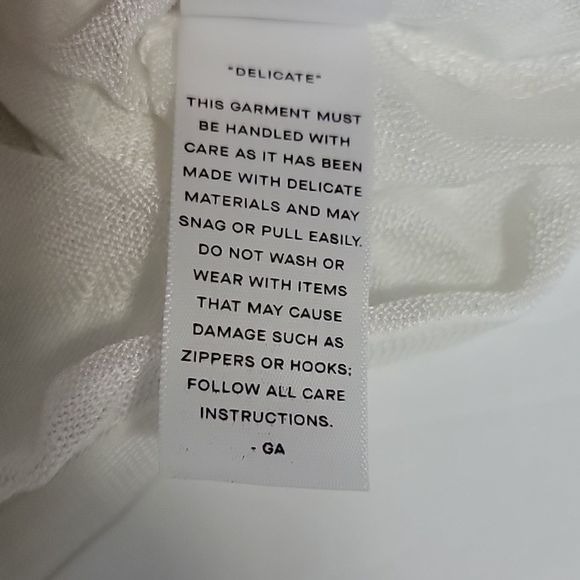 "DELICATE"
THIS GARMENT MUST
BE HANDLED WITH
CARE AS IT HAS BEEN
MADE WITH DELICATE
MATERIALS AND MAY
SNAG OR PULL EASILY.
DO NOT WASH OR
WEAR WITH ITEMS
THAT MAY CAUSE
DAMAGE SUCH AS
ZIPPERS OR HOOKS;
FOLLOW ALL CARE
INSTRUCTIONS.
- GA